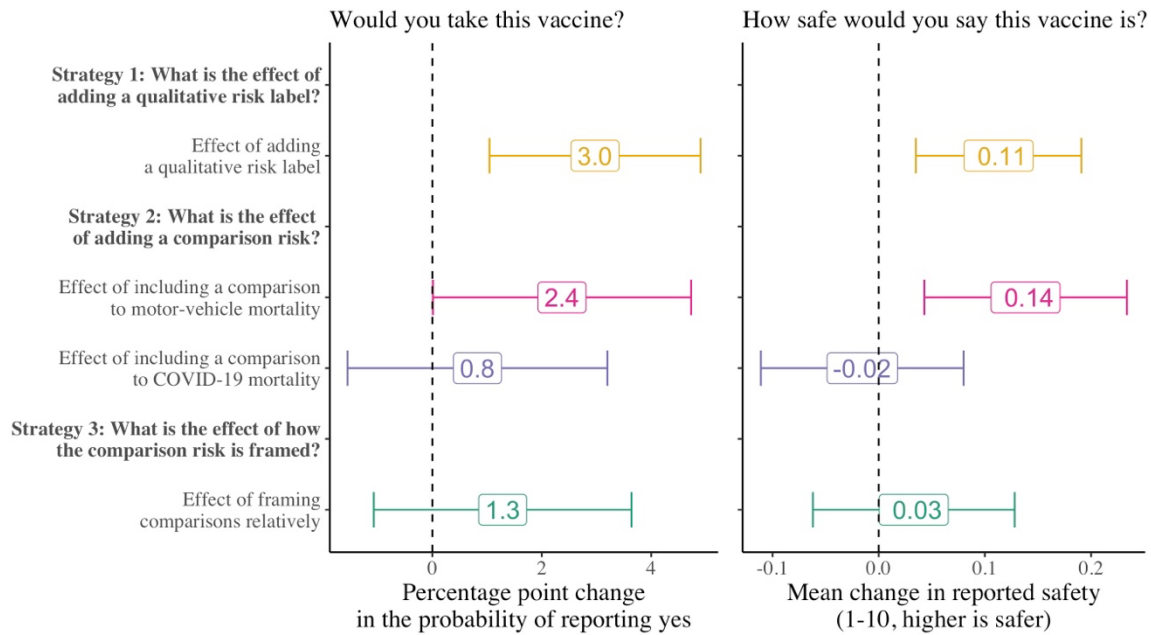 Would you take this vaccine?
How safe would you say this vaccine is?
Strategy 1: What is the effect of
adding a qualitative risk label?
Effect of adding
a qualitative risk label
3.0
0.11
Strategy 2: What is the effect
of adding a comparison risk?
Effect of including a comparison
to motor-vehicle mortality
2.4
0.14
Effect of including a comparison
to COVID-19 mortality
0.8
-0.02
Strategy 3: What is the effect of how
the comparison risk is framed?
Effect of framing
comparisons relatively
1.3
0.03
0 2 4
-0.1 0.0 0.1 0.2
Percentage point change
in the probability of reporting yes
Mean change in reported safety
(1-10, higher is safer)